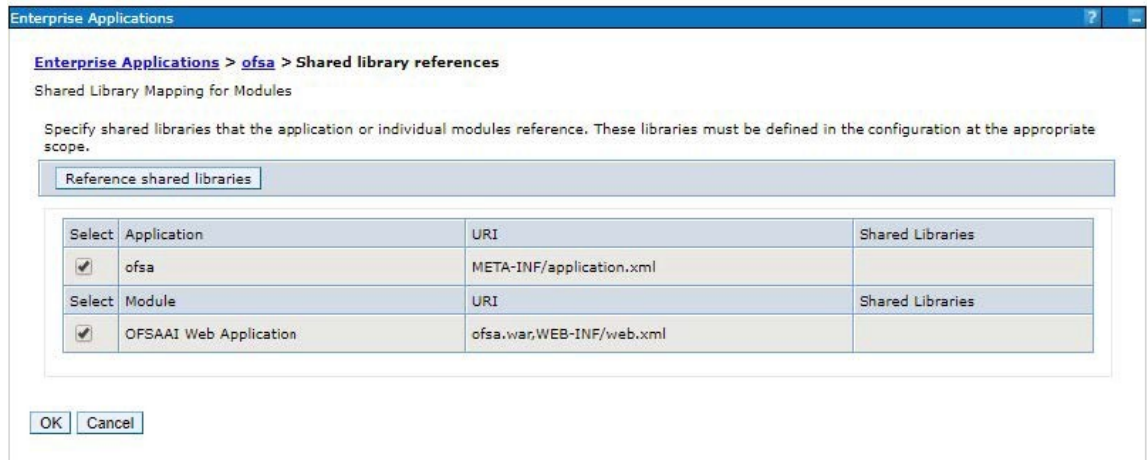 Enterprise Applications ? –
Enterprise Applications > ofsa > Shared library references
Shared Library Mapping for Modules
Specify shared libraries that the application or individual modules reference. These libraries must be defined in the configuration at the appropriate
scope.
Reference shared libraries
Select Application URI Shared Libraries
ofsa META-INF/application.xml
Select Module URI Shared Libraries
OFSAAI Web Application ofsa.war,WEB-INF/web.xml
OK Cancel